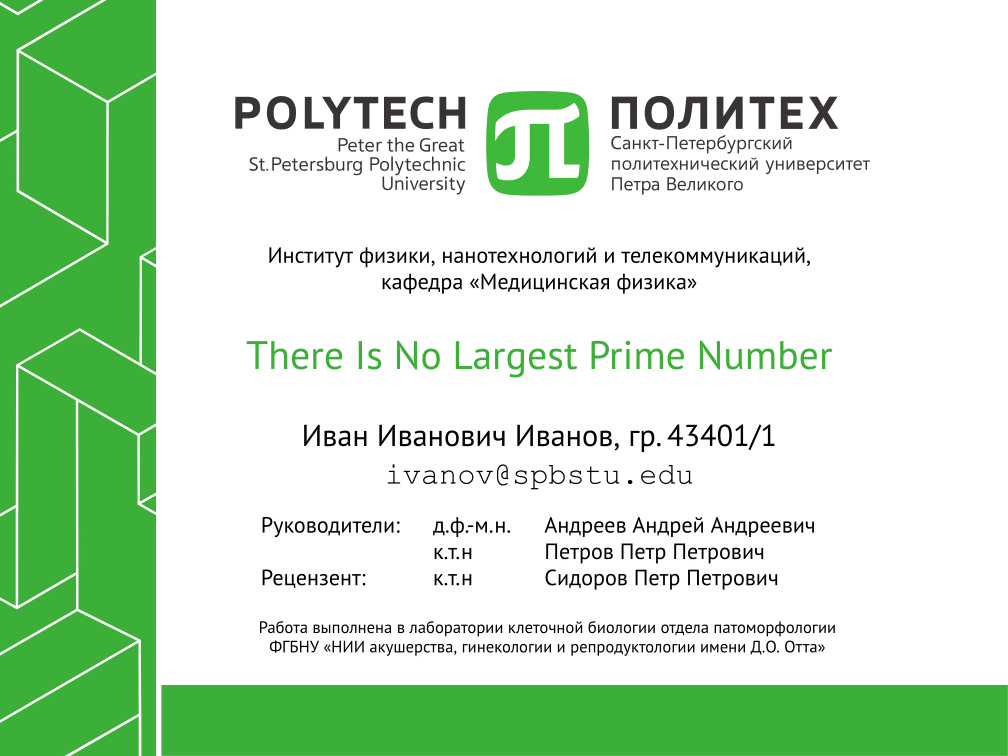 POLYTECH
Peter the Great
St.Petersburg Polytechnic
University
ПОЛИТЕХ
Санкт-Петербургский
политехнический университет
Петра Великого
Институт физики, нанотехнологий и телекоммуникаций,
кафедра «Медицинская физика»
There Is No Largest Prime Number
Иван Иванович Иванов, гр. 43401/1
ivanov@spbstu.edu
Руководители: д.ф.-м.н. Андреев Андрей Андреевич
к.т.н Петров Петр Петрович
Рецензент: к.т.н Сидоров Петр Петрович
Работа выполнена в лаборатории клеточной биологии отдела патоморфологии
ФГБНУ «НИИ акушерства, гинекологии и репродуктологии имени Д.О. Отта»